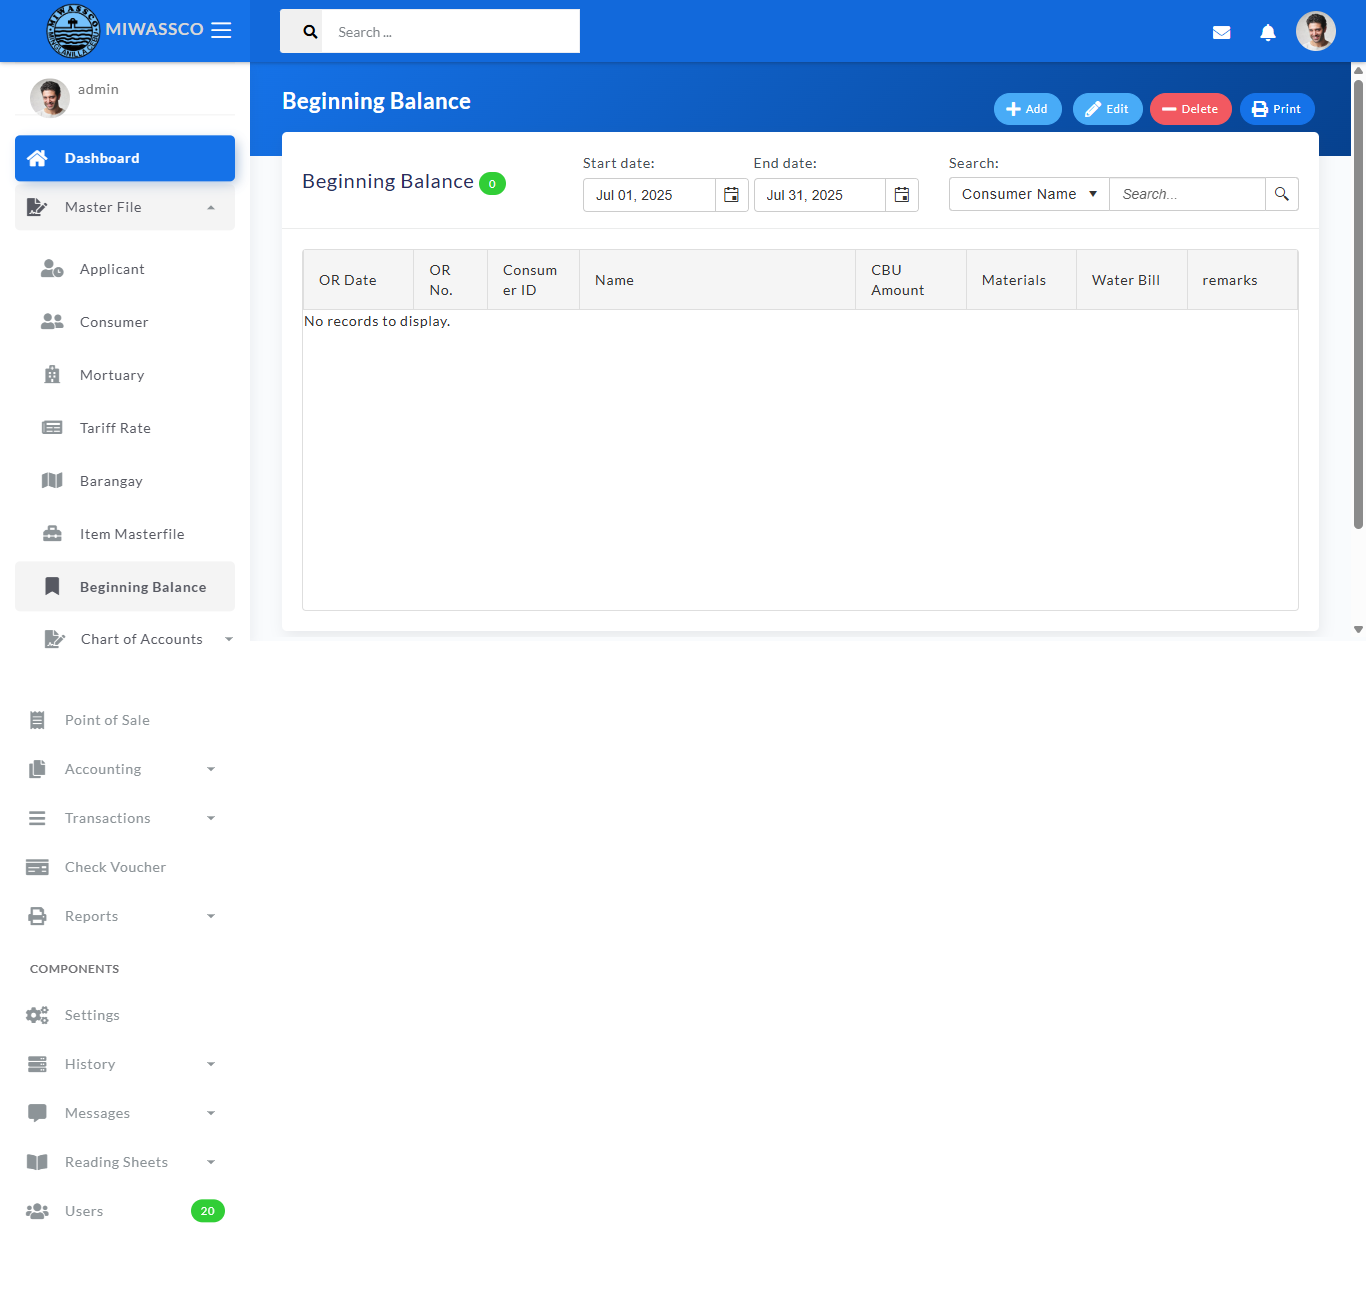 MIWASSCO
MIWASSCO
Search ...
admin
Dashboard
Master File
Applicant
Consumer
Mortuary
Tariff Rate
Barangay
Item Masterfile
Beginning Balance
Chart of Accounts
Point of Sale
Accounting
Transactions
Check Voucher
Reports
COMPONENTS
Settings
History
Messages
Reading Sheets
Users 20
Beginning Balance
Add Edit Delete Print
Beginning Balance 0
Start date: End date: Search:
Jul 01, 2025 Jul 31, 2025 Consumer Name Search...
OR Date
OR
No.
Consum
er ID
Name
CBU
Amount
Materials
Water Bill
remarks
No records to display.